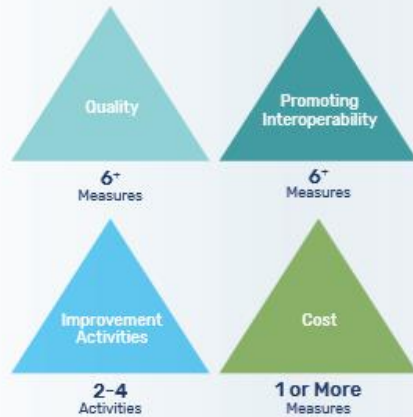 Quality
Promoting
Interoperability
6+
Measures
6+
Measures
Improvement
Activities
Cost
2-4
Activities
1 or More
Measures